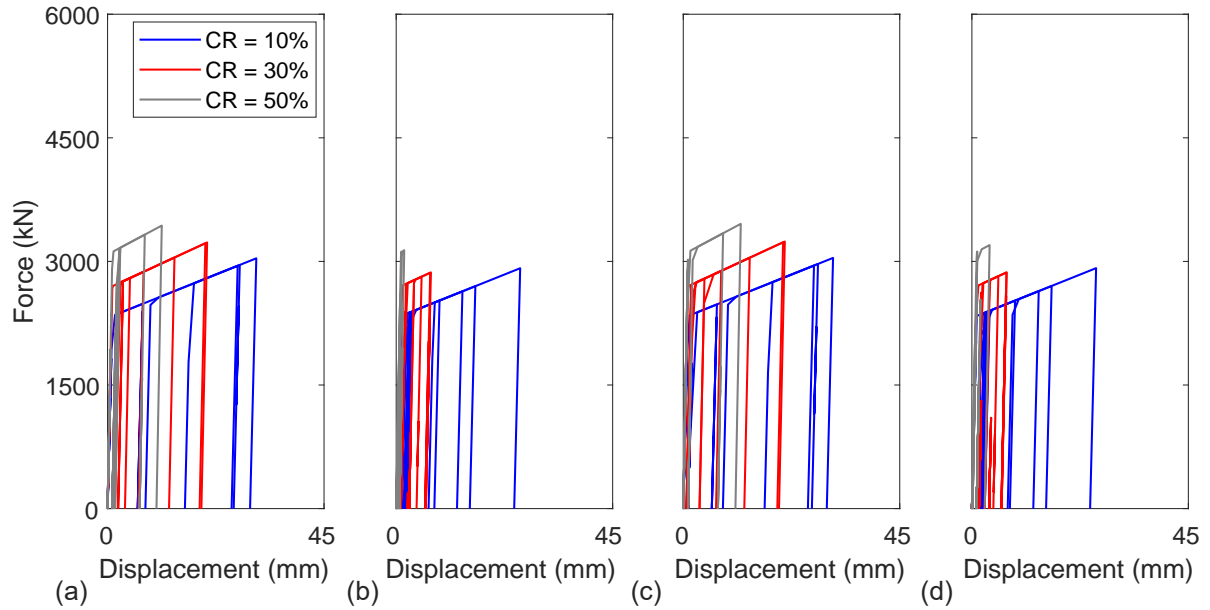 6000
4500
3000
1500
0
Force (kN)
CR = 10%
CR = 30%
CR = 50%
0 45
0 45
0 45
0 45
Displacement (mm)
Displacement (mm)
Displacement (mm)
Displacement (mm)
(a)
(b)
(c)
(d)